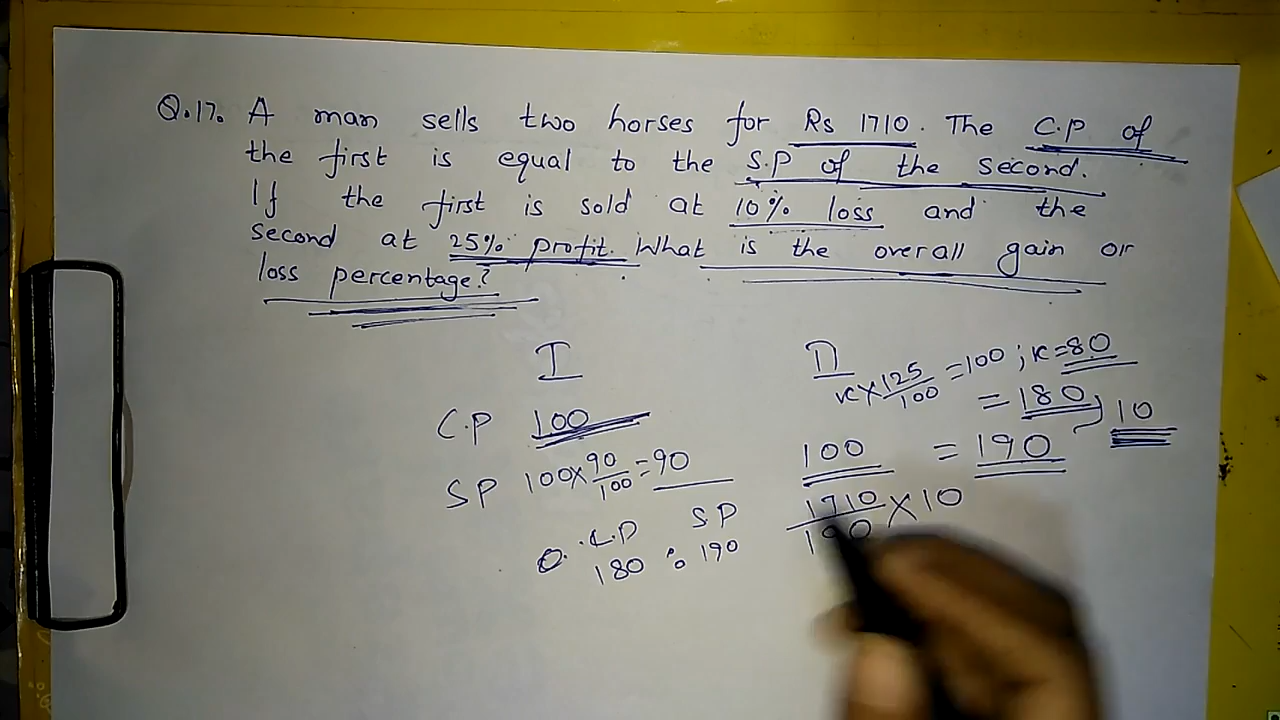 Q.17. A man sells two horses for Rs 1710. The C.P of
the first is equal to the S.P of the second.
If the first is sold at 10% loss and the
second at 25% profit. What is the overall gain or
loss percentage?
I II x×125/100=100; x=80
C.P 100 =180 10
SP 100×90/100=90 100 =190
O. C.P SP 1710/190×10
180 : 190